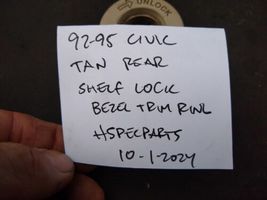 UNLOCK
92-95 CIVIC
TAN REAR
SHELF LOCK
BEZEL TRIM RING
HSPECPARTS
10-1-2024